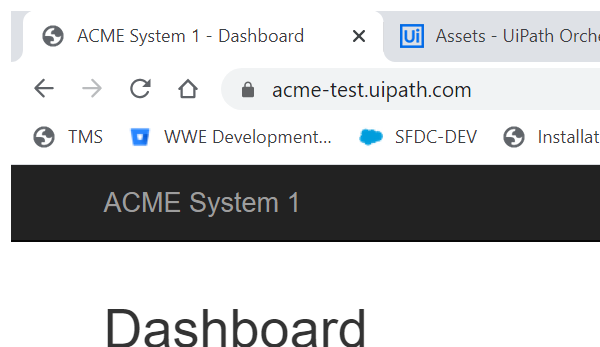 ACME System 1 - Dashboard
Ui Assets - UiPath Orch
acme-test.uipath.com
TMS WWE Development... SFDC-DEV Installat
ACME System 1
Dashboard